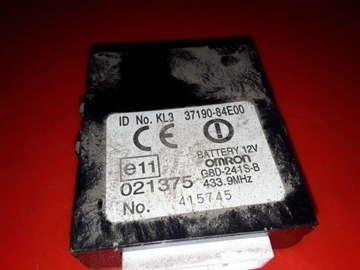 ID No. KL3 37190-84E00
CE
e11
BATTERY 12V
OMRON
G8D-241S-B
021375 433.9MHz
No. 415745